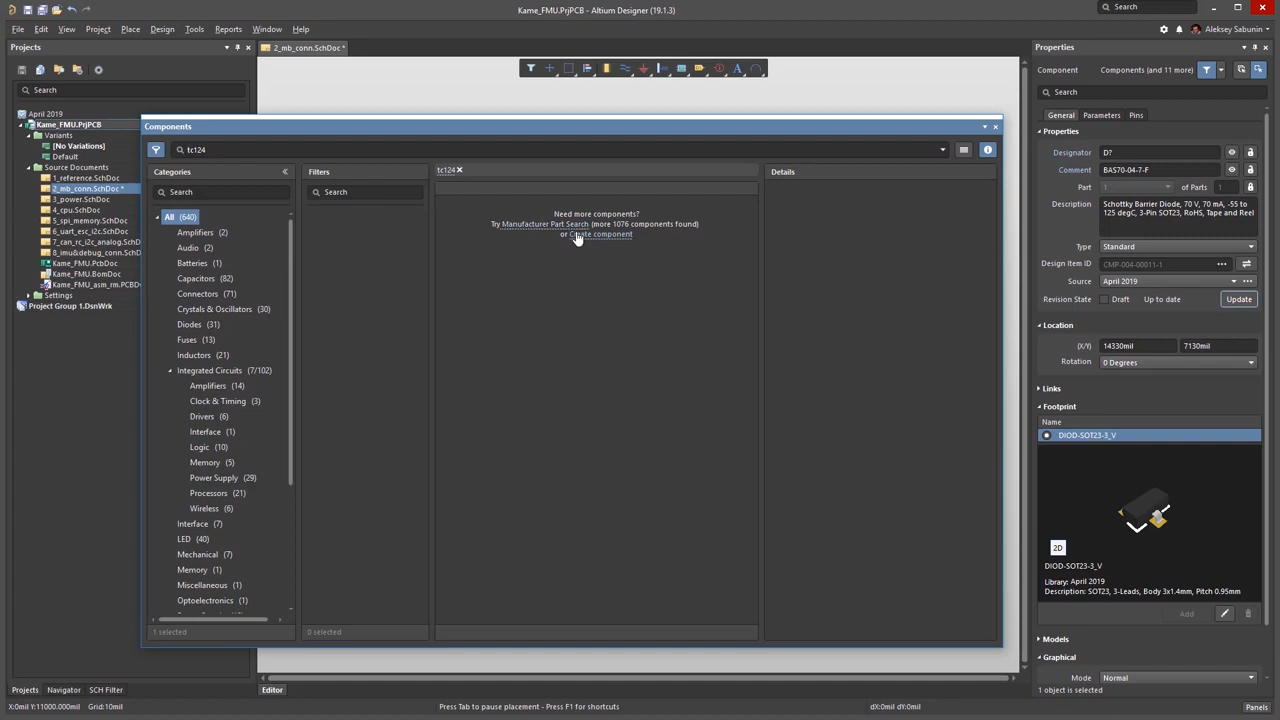 Kame_FMU.PrjPCB - Altium Designer (19.1.3)
Search
File Edit View Project Place Design Tools Reports Window Help
Aleksey Sabunin
Projects
2_mb_conn.SchDoc *
Properties
Component Components (and 11 more)
Search
Search
April 2019
Kame_FMU.PrjPCB
Variants
[No Variations]
Default
Source Documents
1_reference.SchDoc
2_mb_conn.SchDoc *
3_power.SchDoc
4_cpu.SchDoc
5_spi_memory.SchDoc
6_uart_esc_i2c.SchDoc
7_can_rc_i2c_analog.SchD
8_imu&debug_conn.SchD
Kame_FMU.PcbDoc
Kame_FMU.BomDoc
Kame_FMU_asm_rm.PCBDv
Settings
Project Group 1.DsnWrk
Components
tc124
Categories
Search
All (640)
Amplifiers (2)
Audio (2)
Batteries (1)
Capacitors (82)
Connectors (71)
Crystals & Oscillators (30)
Diodes (31)
Fuses (13)
Inductors (21)
Integrated Circuits (7/102)
Amplifiers (14)
Clock & Timing (3)
Drivers (6)
Interface (1)
Logic (10)
Memory (5)
Power Supply (29)
Processors (21)
Wireless (6)
Interface (7)
LED (40)
Mechanical (7)
Memory (1)
Miscellaneous (1)
Optoelectronics (1)
1 selected
Filters
Search
0 selected
tc124
Need more components?
Try Manufacturer Part Search (more 1076 components found)
or Create component
Details
General Parameters Pins
Properties
Designator D?
Comment BAS70-04-7-F
Part 1 of Parts 1
Description Schottky Barrier Diode, 70 V, 70 mA, -55 to
125 degC, 3-Pin SOT23, RoHS, Tape and Reel
Type Standard
Design Item ID CMP-004-00011-1
Source April 2019
Revision State Draft Up to date Update
Location
(X/Y) 14330mil 7130mil
Rotation 0 Degrees
Links
Footprint
Name
DIOD-SOT23-3_V
2D
DIOD-SOT23-3_V
Library: April 2019
Description: SOT23, 3-Leads, Body 3x1.4mm, Pitch 0.95mm
Add
Models
Graphical
Mode Normal
1 object is selected
Projects Navigator SCH Filter
Editor
X:0mil Y:11000.000mil Grid:10mil
Press Tab to pause placement - Press F1 for shortcuts
dX:0mil dY:0mil
Panels